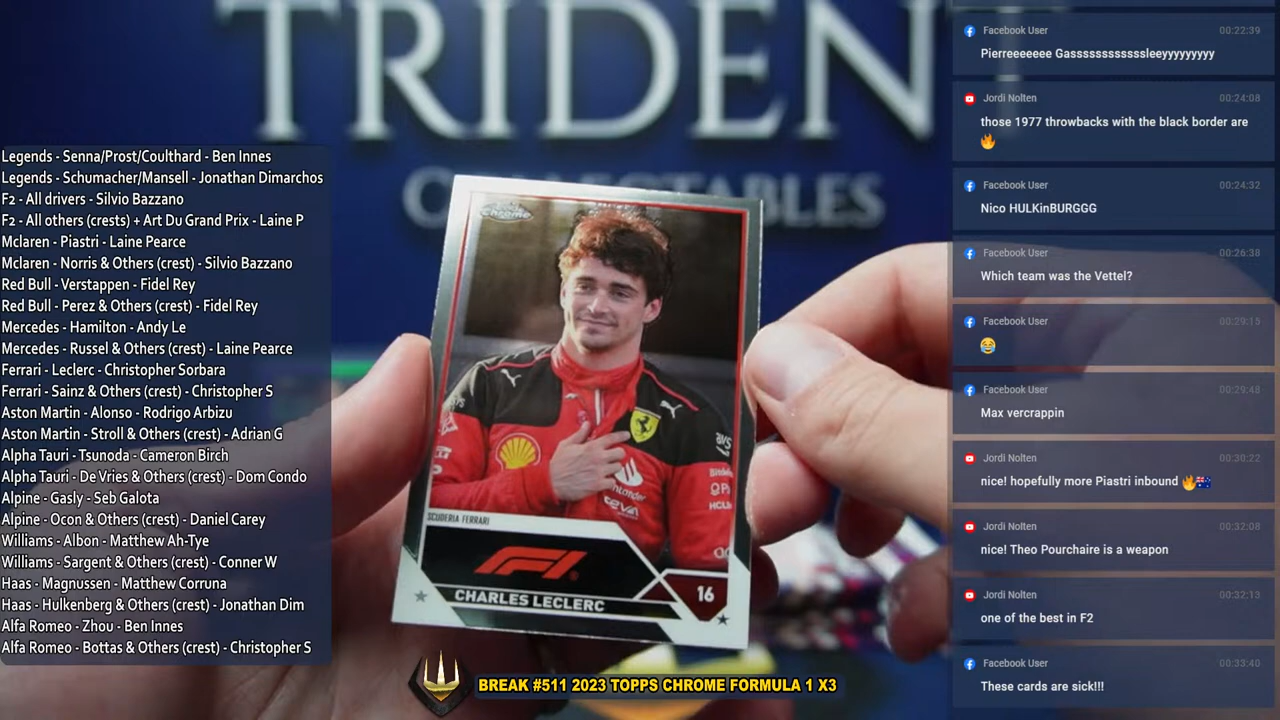 TRIDENT
COLLECTABLES
Legends - Senna/Prost/Coulthard - Ben Innes
Legends - Schumacher/Mansell - Jonathan Dimarchos
F2 - All drivers - Silvio Bazzano
F2 - All others (crests) + Art Du Grand Prix - Laine P
Mclaren - Piastri - Laine Pearce
Mclaren - Norris & Others (crest) - Silvio Bazzano
Red Bull - Verstappen - Fidel Rey
Red Bull - Perez & Others (crest) - Fidel Rey
Mercedes - Hamilton - Andy Le
Mercedes - Russel & Others (crest) - Laine Pearce
Ferrari - Leclerc - Christopher Sorbara
Ferrari - Sainz & Others (crest) - Christopher S
Aston Martin - Alonso - Rodrigo Arbizu
Aston Martin - Stroll & Others (crest) - Adrian G
Alpha Tauri - Tsunoda - Cameron Birch
Alpha Tauri - De Vries & Others (crest) - Dom Condo
Alpine - Gasly - Seb Galota
Alpine - Ocon & Others (crest) - Daniel Carey
Williams - Albon - Matthew Ah-Tye
Williams - Sargent & Others (crest) - Conner W
Haas - Magnussen - Matthew Corruna
Haas - Hulkenberg & Others (crest) - Jonathan Dim
Alfa Romeo - Zhou - Ben Innes
Alfa Romeo - Bottas & Others (crest) - Christopher S
Chrome
Santander
SCUDERIA FERRARI
F1
CHARLES LECLERC
16
BREAK #511 2023 TOPPS CHROME FORMULA 1 X3
Facebook User 00:22:39
Pierreeeeeee Gasssssssssssssleeyyyyyyyyy
Jordi Nolten 00:24:08
those 1977 throwbacks with the black border are
🔥
Facebook User 00:24:32
Nico HULKinBURGGG
Facebook User 00:26:38
Which team was the Vettel?
Facebook User 00:29:15
😂
Facebook User 00:29:48
Max vercrappin
Jordi Nolten 00:30:22
nice! hopefully more Piastri inbound 🔥🇦🇺
Jordi Nolten 00:32:08
nice! Theo Pourchaire is a weapon
Jordi Nolten 00:32:13
one of the best in F2
Facebook User 00:33:40
These cards are sick!!!